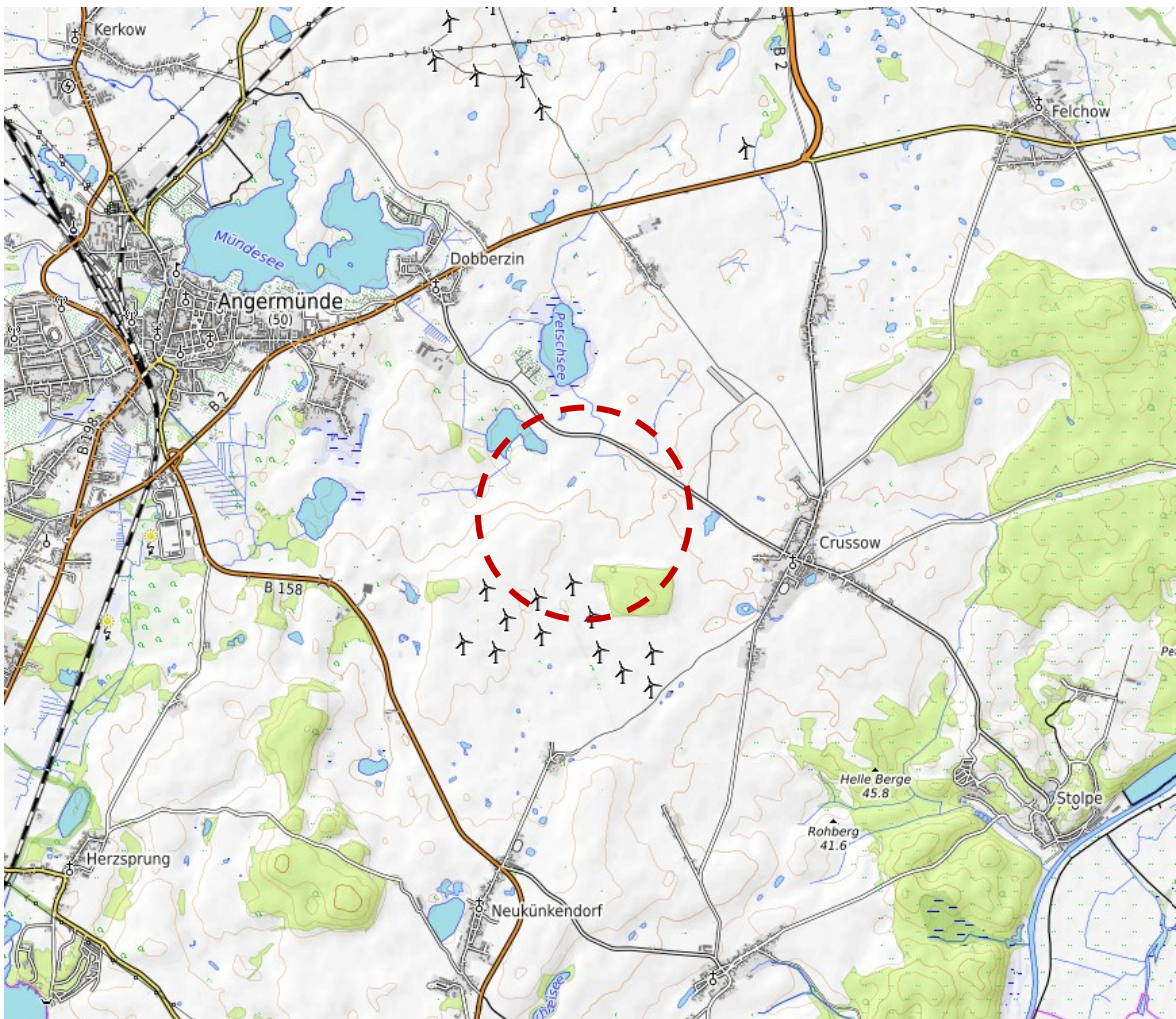 Kerkow
B 2
Felchow
Mündesee
Dobberzin
Angermünde
(50)
Petschsee
B 2
B 198
Crussow
B 158
Helle Berge
45.8
Stolpe
Rohberg
41.6
Herzsprung
Neukünkendorf